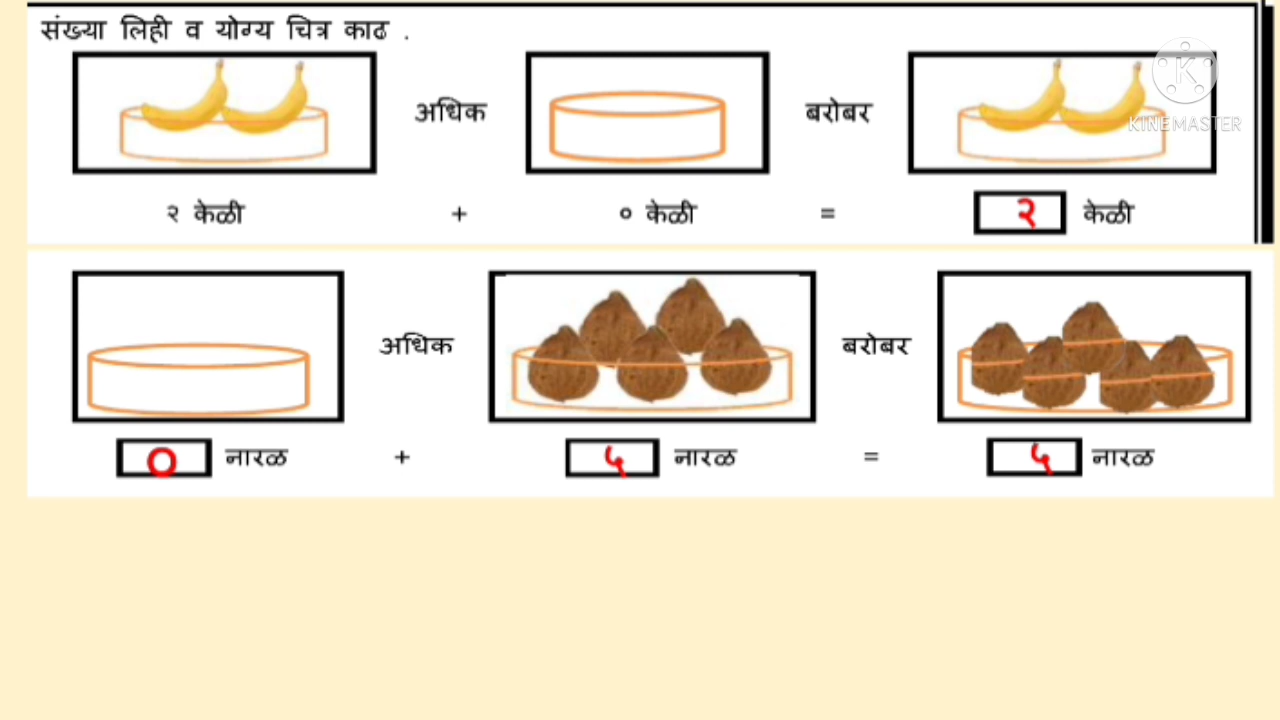 संख्या लिही व योग्य चित्र काढ .
अधिक बरोबर
KINEMASTER
२ केळी + ० केळी = २ केळी
अधिक बरोबर
० नारळ + ५ नारळ = ५ नारळ